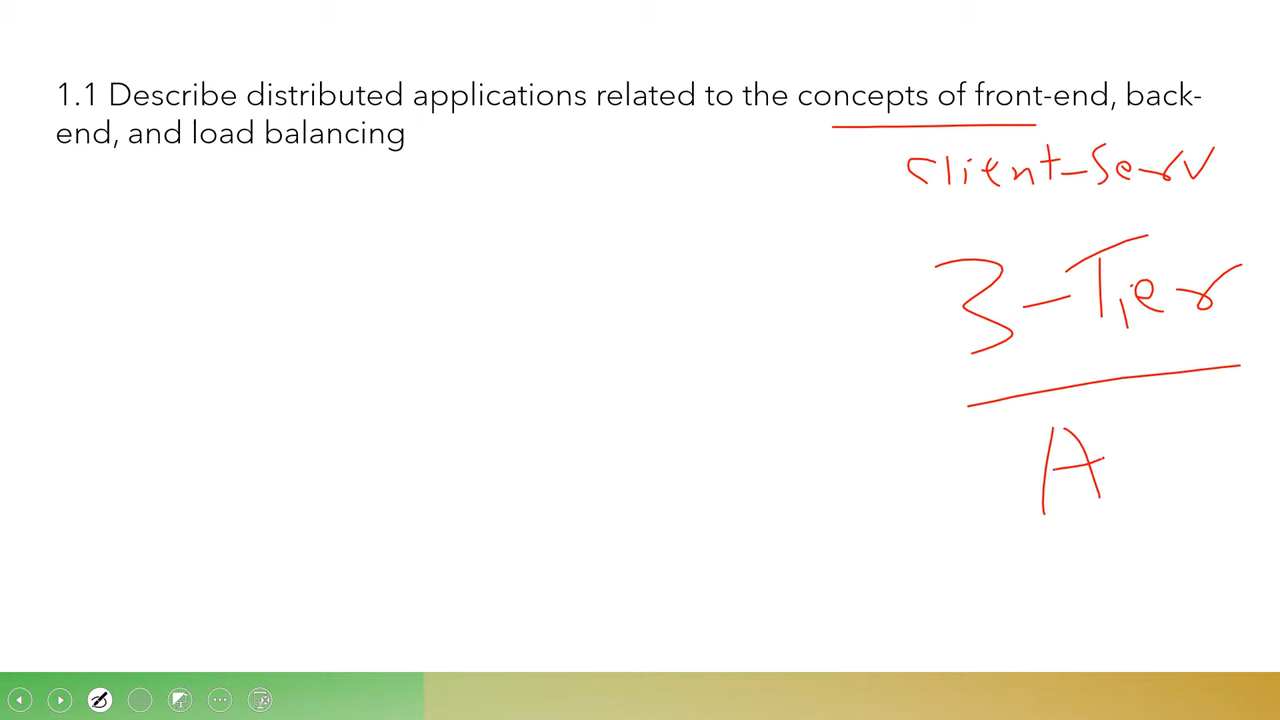 1.1 Describe distributed applications related to the concepts of front-end, back-
end, and load balancing
Client-Serv
3-Tier
A